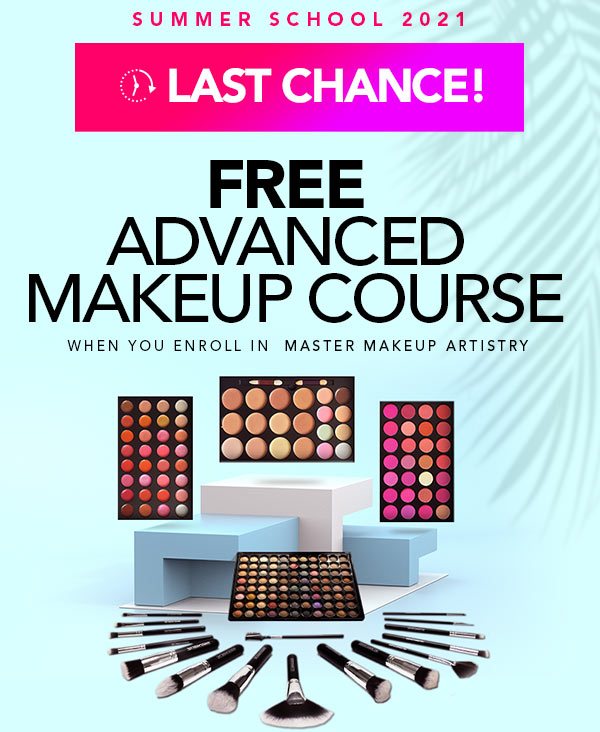 SUMMER SCHOOL 2021
LAST CHANCE!
FREE
ADVANCED
MAKEUP COURSE
WHEN YOU ENROLL IN MASTER MAKEUP ARTISTRY